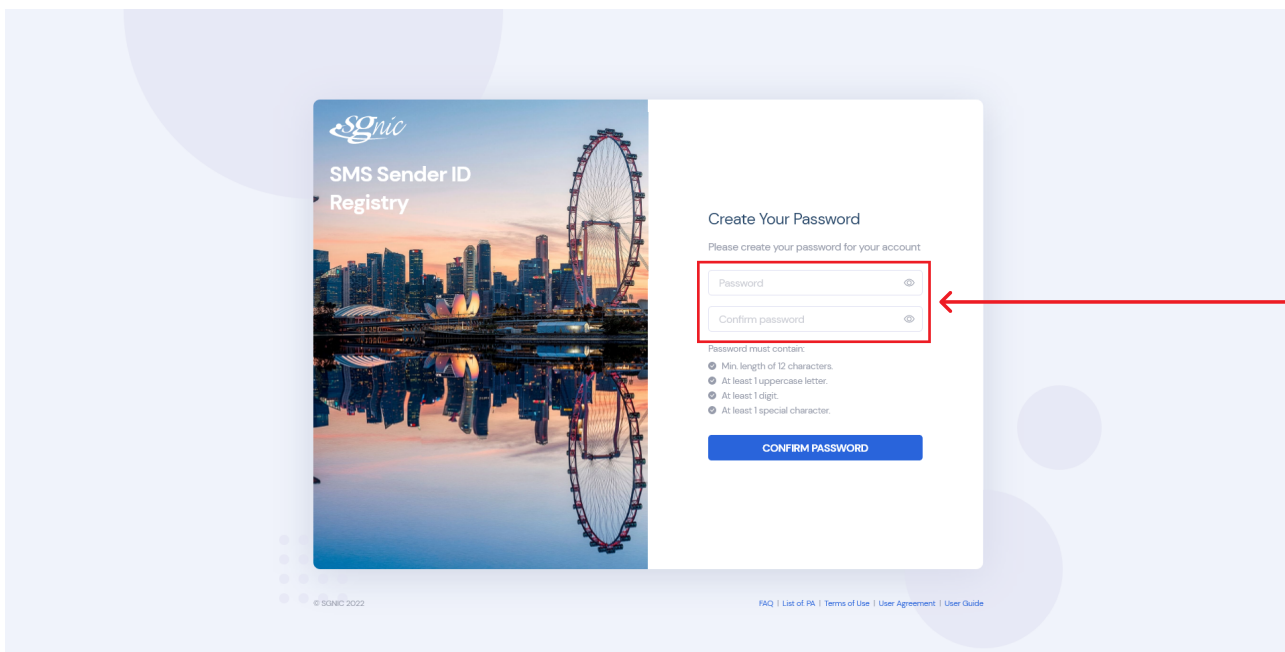 sgnic
SMS Sender ID
Registry
Create Your Password
Please create your password for your account
Password
Confirm password
Password must contain:
Min. length of 12 characters.
At least 1 uppercase letter.
At least 1 digit.
At least 1 special character.
CONFIRM PASSWORD
© SGNIC 2022
FAQ | List of PA | Terms of Use | User Agreement | User Guide